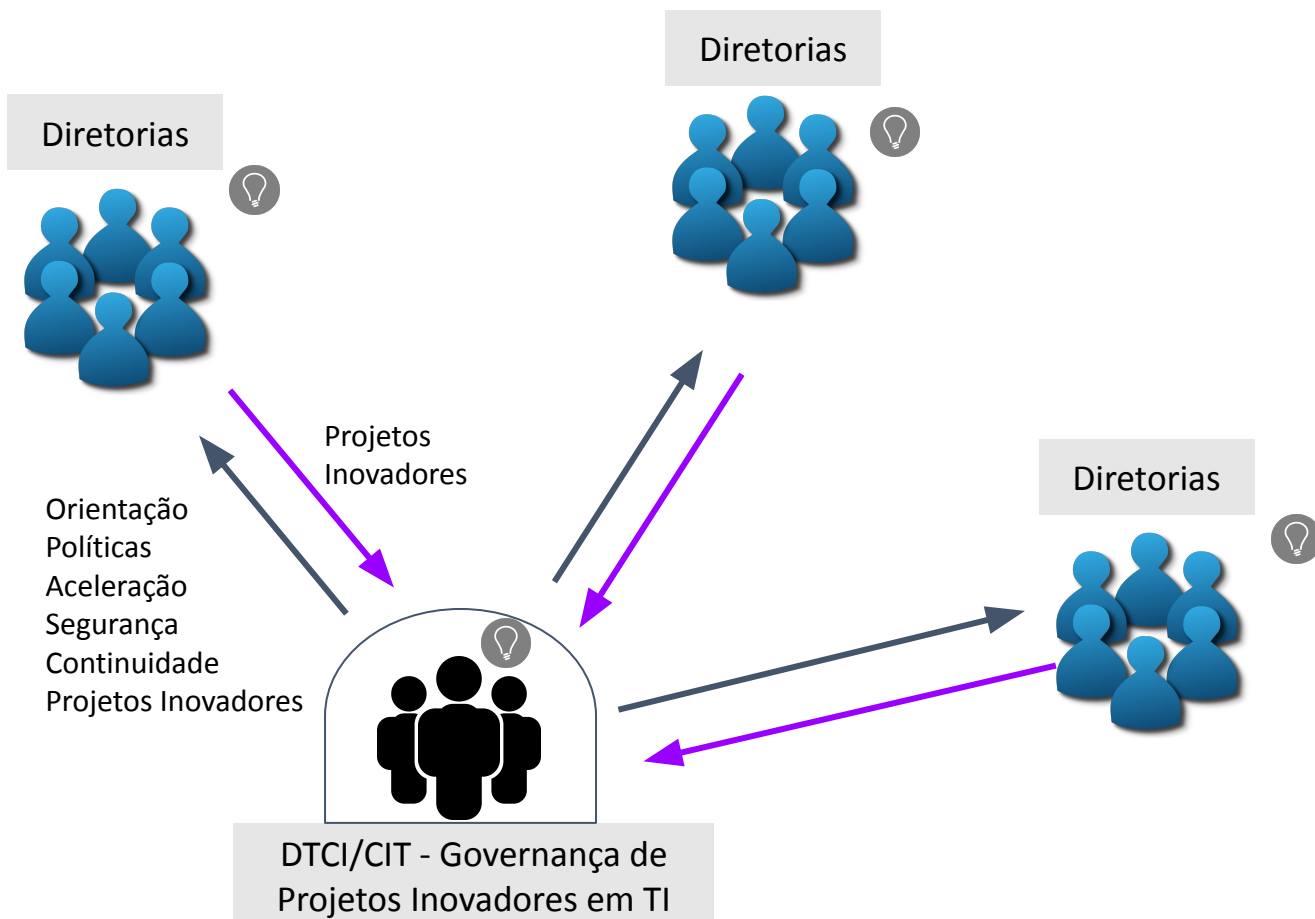 Diretorias
Diretorias
Projetos
Inovadores
Diretorias
Orientação
Políticas
Aceleração
Segurança
Continuidade
Projetos Inovadores
DTCI/CIT - Governança de
Projetos Inovadores em TI